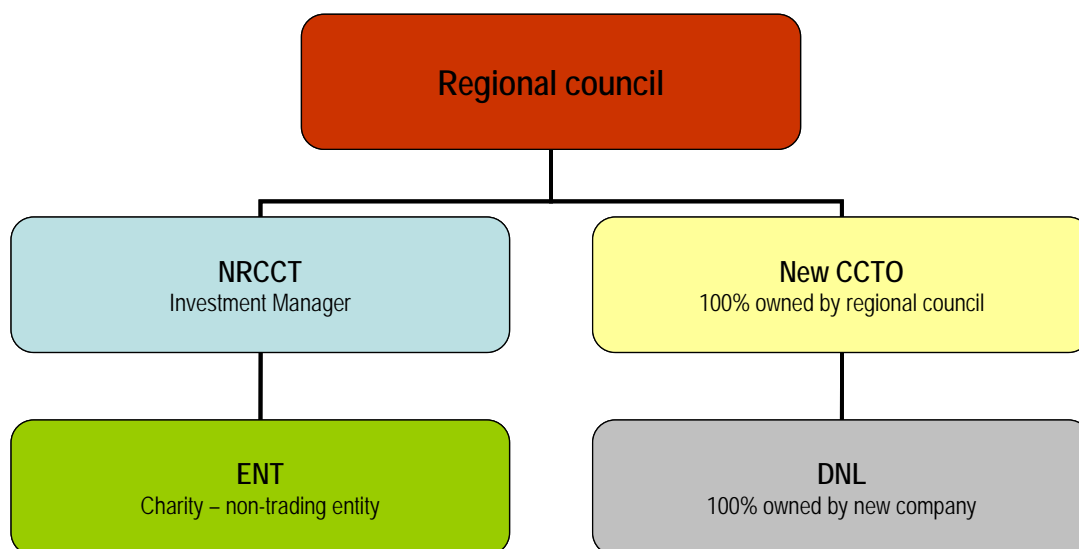 Regional council
NRCCT
Investment Manager
New CCTO
100% owned by regional council
ENT
Charity – non-trading entity
DNL
100% owned by new company